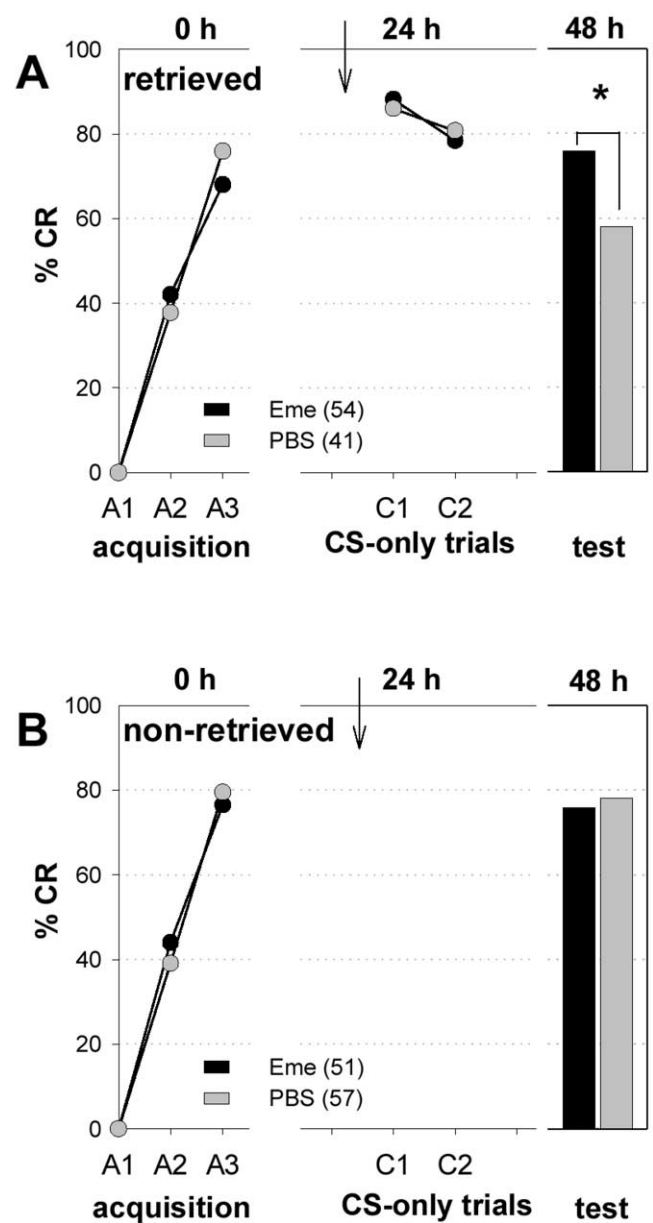 0 h 24 h 48 h
A
100
retrieved
*
80
60
% CR
40
20
0
Eme (54)
PBS (41)
A1 A2 A3 C1 C2
acquisition CS-only trials test
0 h 24 h 48 h
B
100
non-retrieved
80
60
% CR
40
20
0
Eme (51)
PBS (57)
A1 A2 A3 C1 C2
acquisition CS-only trials test